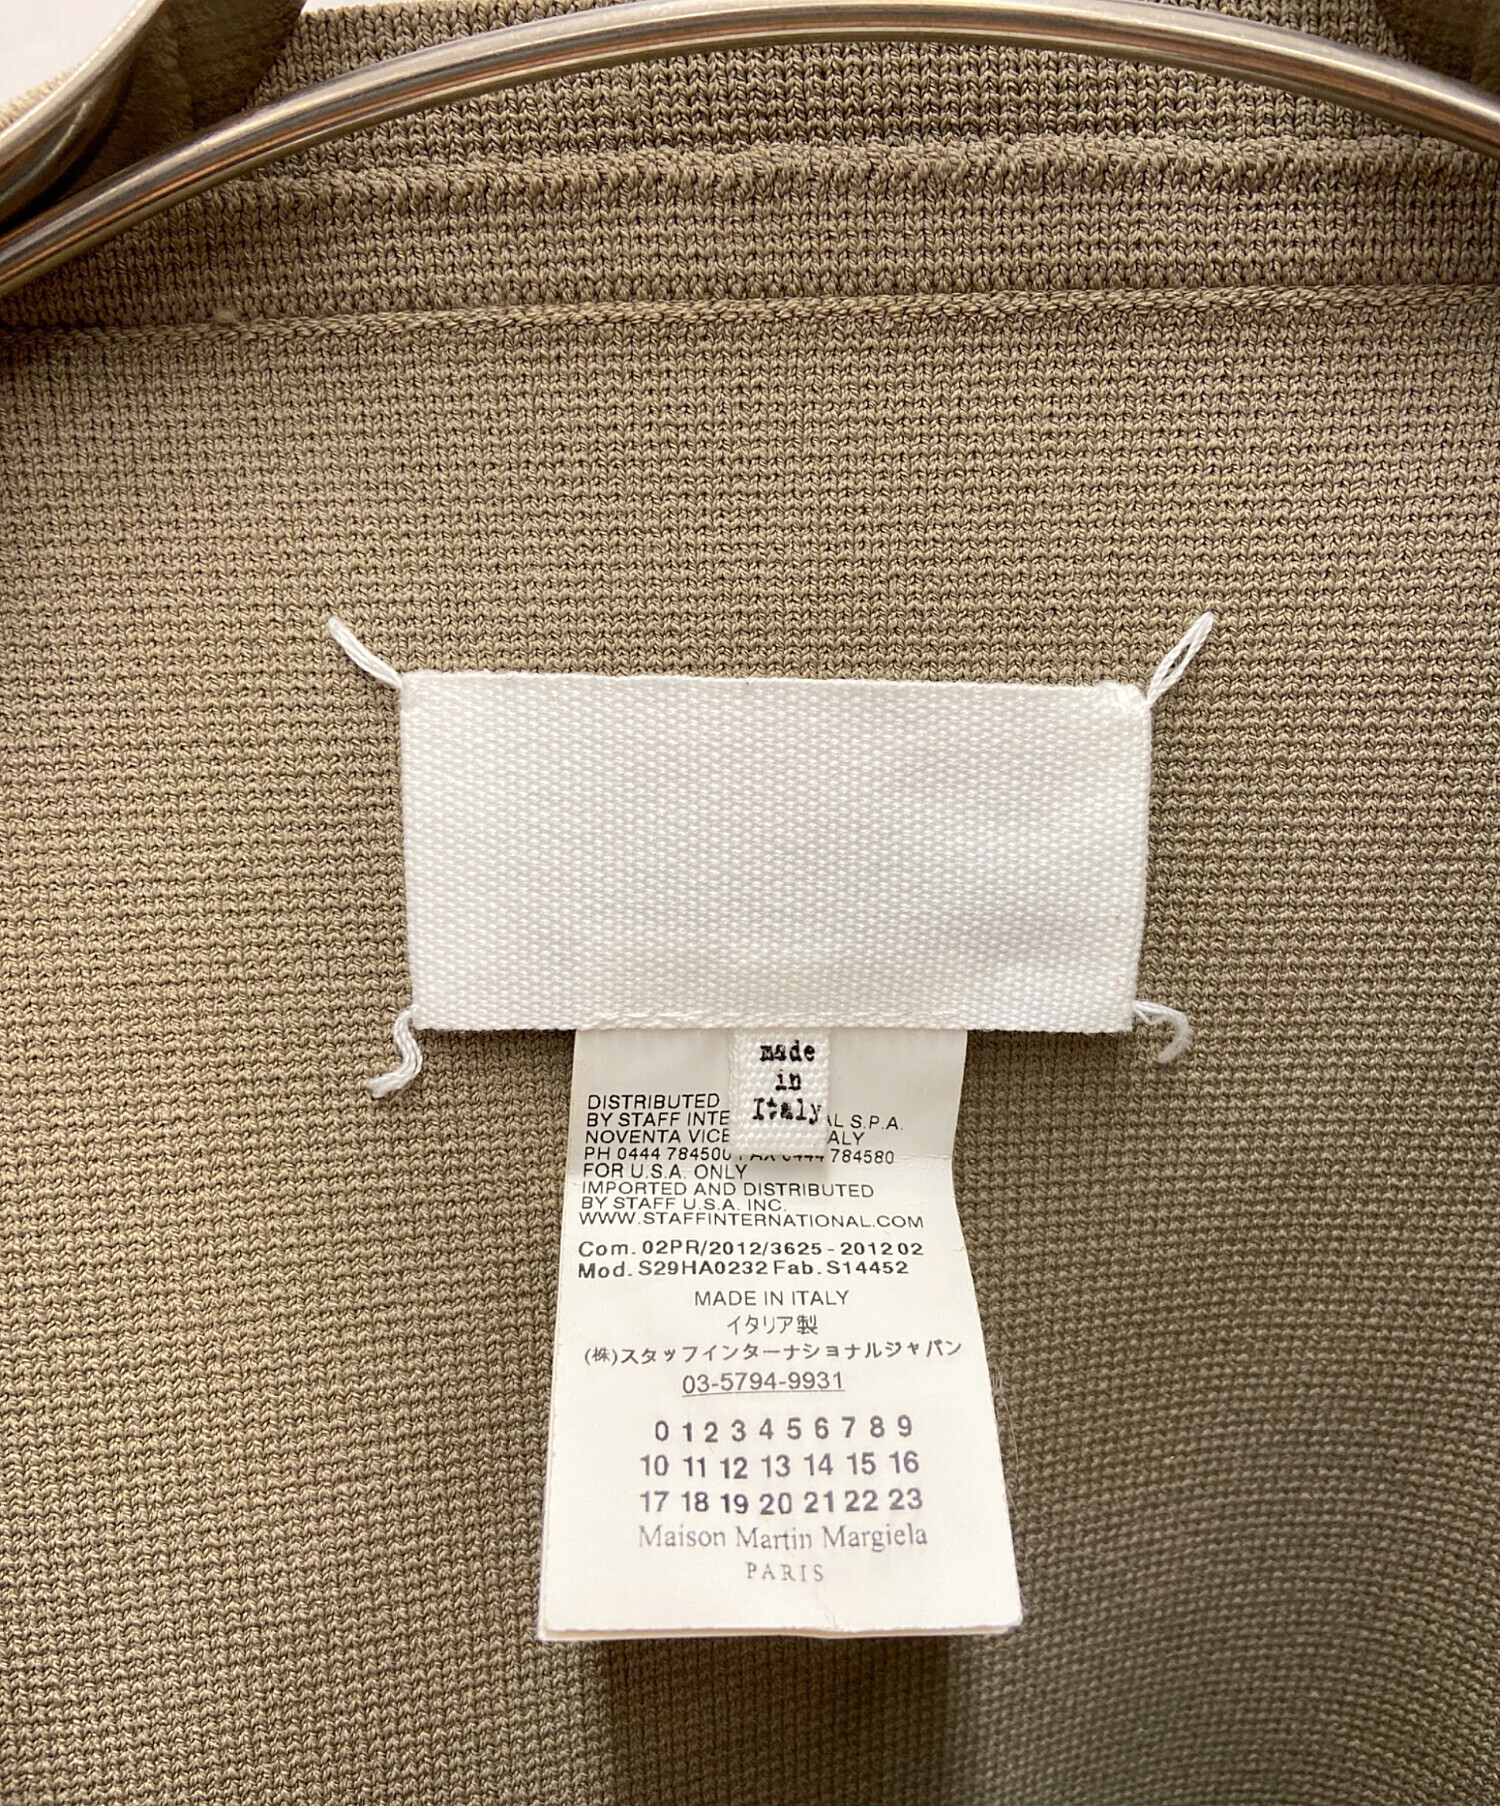 made
in
Italy
DISTRIBUTED
BY STAFF INTE AL S.P.A.
NOVENTA VICE ALY
PH 0444 784500 FAX 0444 784580
FOR U.S.A. ONLY
IMPORTED AND DISTRIBUTED
BY STAFF U.S.A. INC.
WWW.STAFFINTERNATIONAL.COM
Com. 02PR/2012/3625 - 2012 02
Mod. S29HA0232 Fab. S14452
MADE IN ITALY
イタリア製
(株)スタッフインターナショナルジャパン
03-5794-9931
0 1 2 3 4 5 6 7 8 9
10 11 12 13 14 15 16
17 18 19 20 21 22 23
Maison Martin Margiela
PARIS